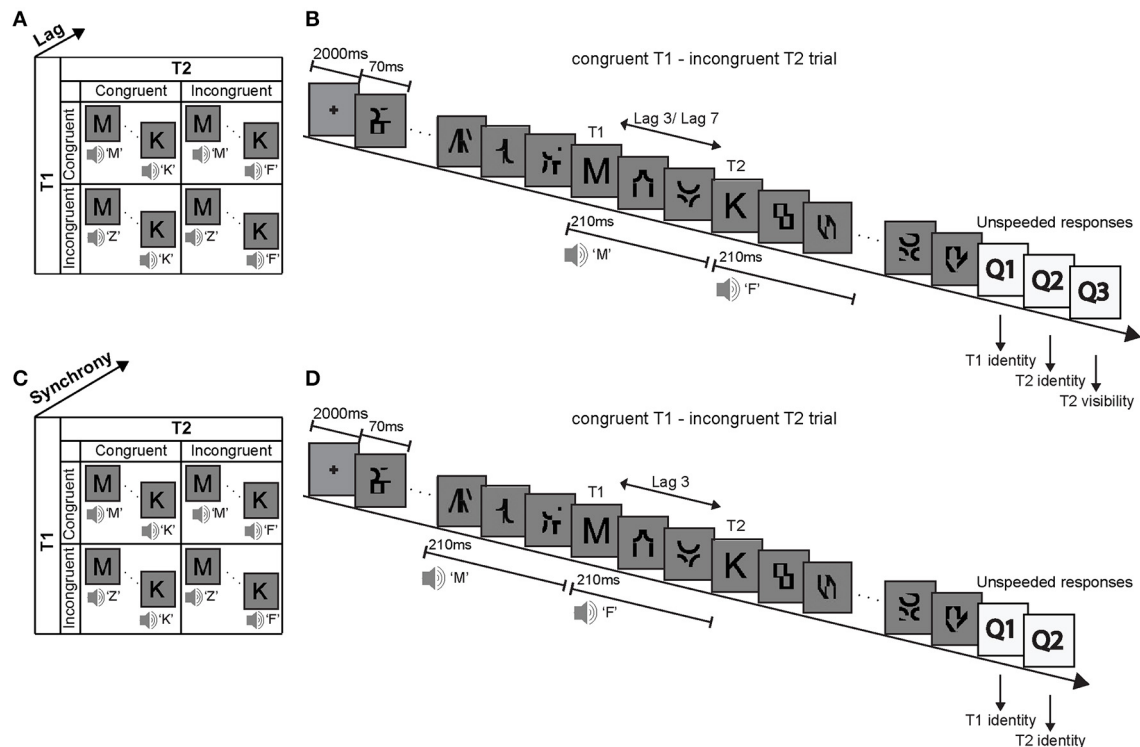 A
Lag
T2
Congruent Incongruent
T1
Congruent
M M
K K
'M' 'M'
'K' 'F'
Incongruent
M M
K K
'Z' 'Z'
'K' 'F'
B
congruent T1 - incongruent T2 trial
2000ms
70ms
+
Lag 3/ Lag 7
T1
M
T2
K
210ms
'M'
210ms
'F'
Unspeeded responses
Q1
Q2
Q3
T1 identity
T2 identity
T2 visibility
C
Synchrony
T2
Congruent Incongruent
T1
Congruent
M M
K K
'M' 'M'
'K' 'F'
Incongruent
M M
K K
'Z' 'Z'
'K' 'F'
D
congruent T1 - incongruent T2 trial
2000ms
70ms
+
Lag 3
T1
M
T2
K
210ms
'M'
210ms
'F'
Unspeeded responses
Q1
Q2
T1 identity
T2 identity